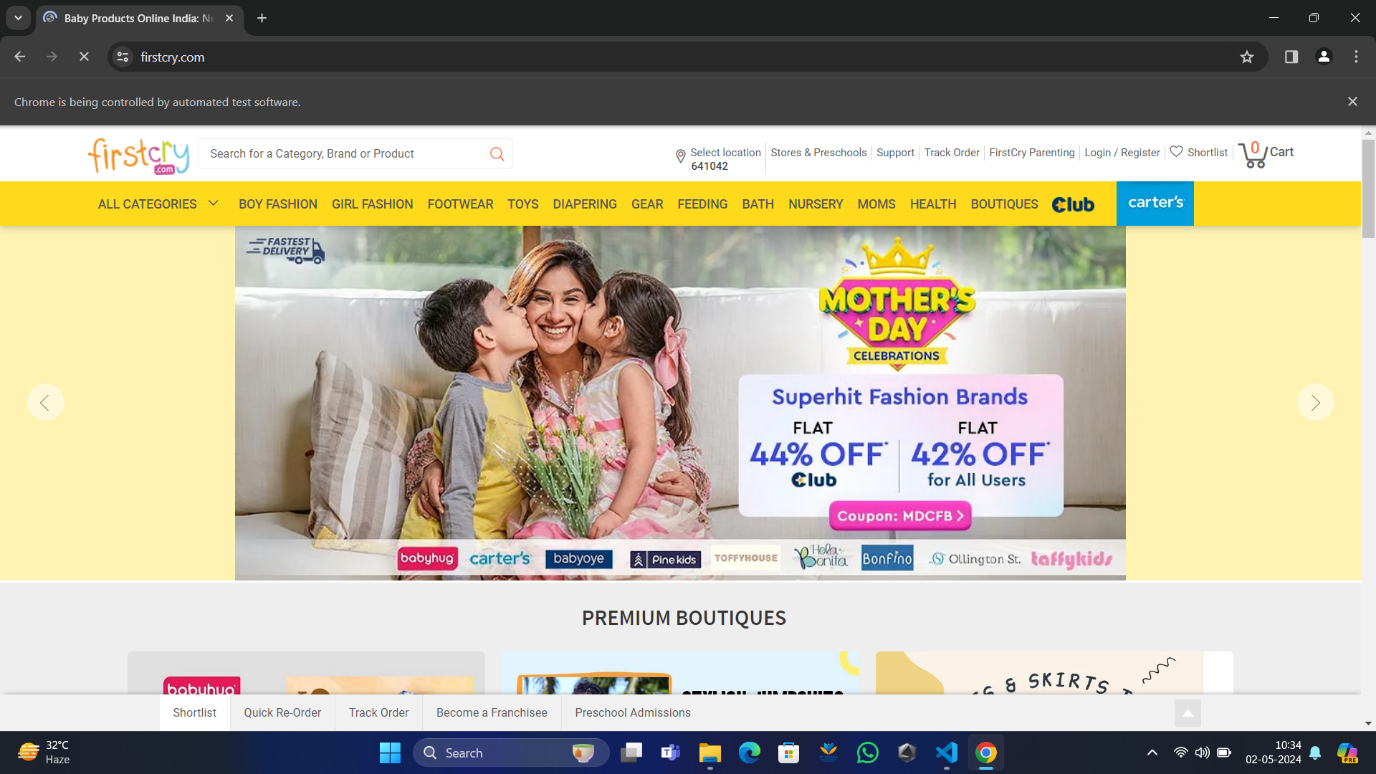 Baby Products Online India: Ne
firstcry.com
Chrome is being controlled by automated test software.
firstcry
.com
Search for a Category, Brand or Product
Select location
641042
Stores & Preschools
Support
Track Order
FirstCry Parenting
Login / Register
Shortlist
0
Cart
ALL CATEGORIES
BOY FASHION
GIRL FASHION
FOOTWEAR
TOYS
DIAPERING
GEAR
FEEDING
BATH
NURSERY
MOMS
HEALTH
BOUTIQUES
Club
carter's
FASTEST
DELIVERY
MOTHER'S
DAY
CELEBRATIONS
Superhit Fashion Brands
FLAT
44% OFF*
Club
FLAT
42% OFF*
for All Users
Coupon: MDCFB >
babyhug
carter's
babyoye
Pine kids
TOFFYHOUSE
Hola Bonita
BONFINO
Ollington St.
taffykids
PREMIUM BOUTIQUES
babyhug
STYLISH JUMPSUITS
& SKIRTS
Shortlist
Quick Re-Order
Track Order
Become a Franchisee
Preschool Admissions
32°C
Haze
Search
10:34
02-05-2024
PRE